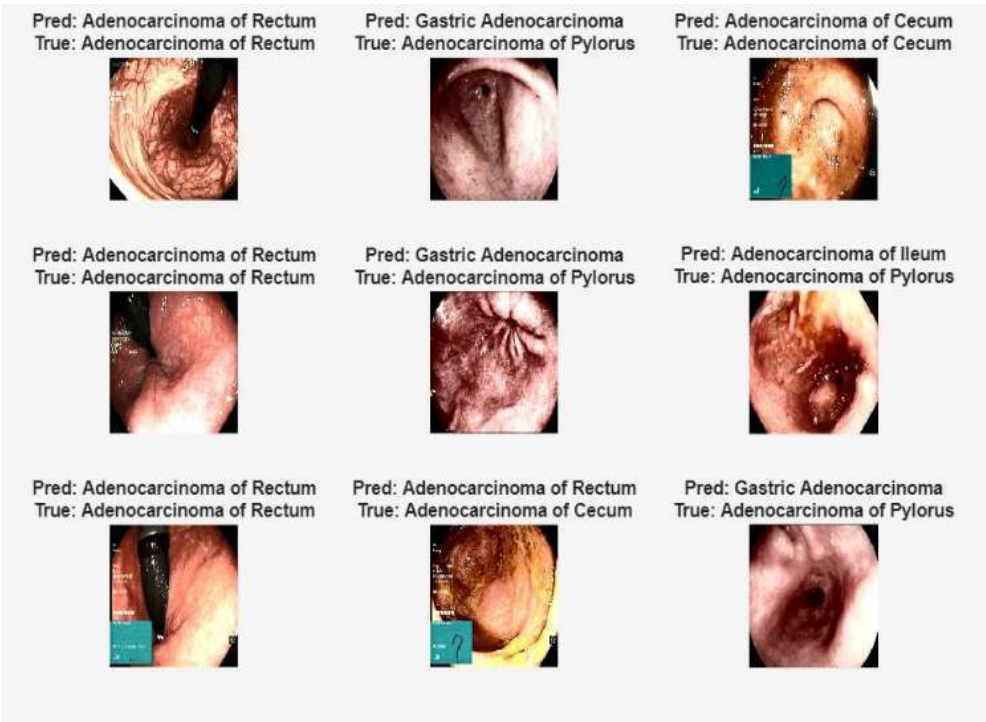 Pred: Adenocarcinoma of Rectum
True: Adenocarcinoma of Rectum
Pred: Gastric Adenocarcinoma
True: Adenocarcinoma of Pylorus
Pred: Adenocarcinoma of Cecum
True: Adenocarcinoma of Cecum
Pred: Adenocarcinoma of Rectum
True: Adenocarcinoma of Rectum
Pred: Gastric Adenocarcinoma
True: Adenocarcinoma of Pylorus
Pred: Adenocarcinoma of Ileum
True: Adenocarcinoma of Pylorus
Pred: Adenocarcinoma of Rectum
True: Adenocarcinoma of Rectum
Pred: Adenocarcinoma of Rectum
True: Adenocarcinoma of Cecum
Pred: Gastric Adenocarcinoma
True: Adenocarcinoma of Pylorus